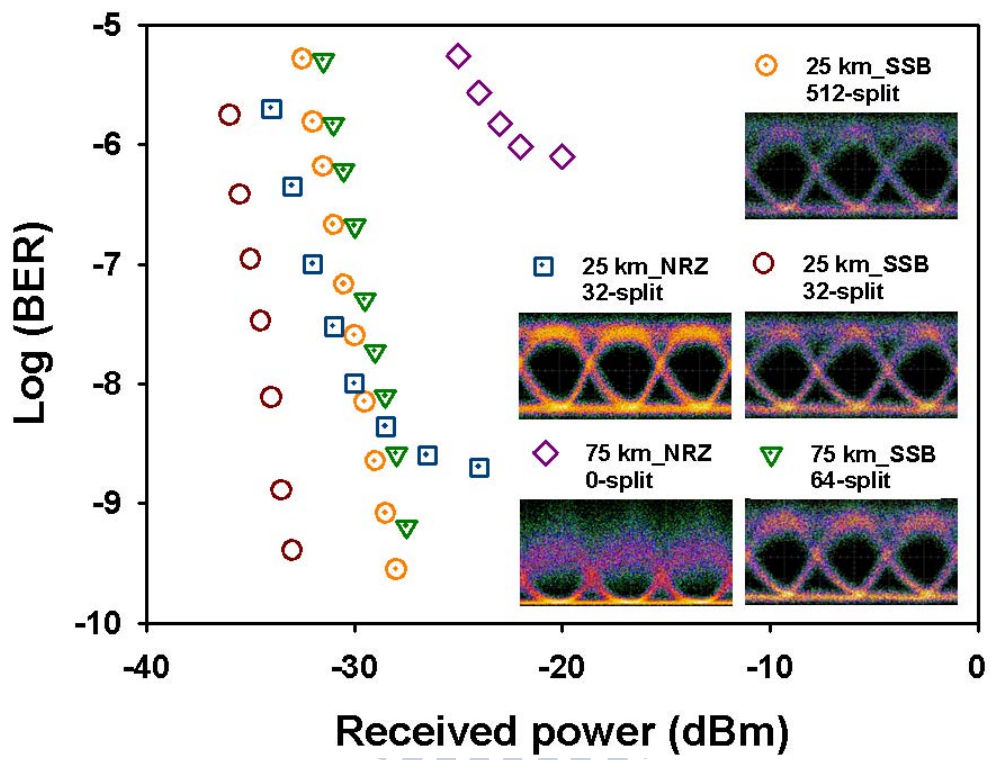 -5
-6
-7
-8
-9
-10
Log (BER)
25 km_SSB
512-split
25 km_NRZ
32-split
25 km_SSB
32-split
75 km_NRZ
0-split
75 km_SSB
64-split
-40
-30
-20
-10
0
Received power (dBm)